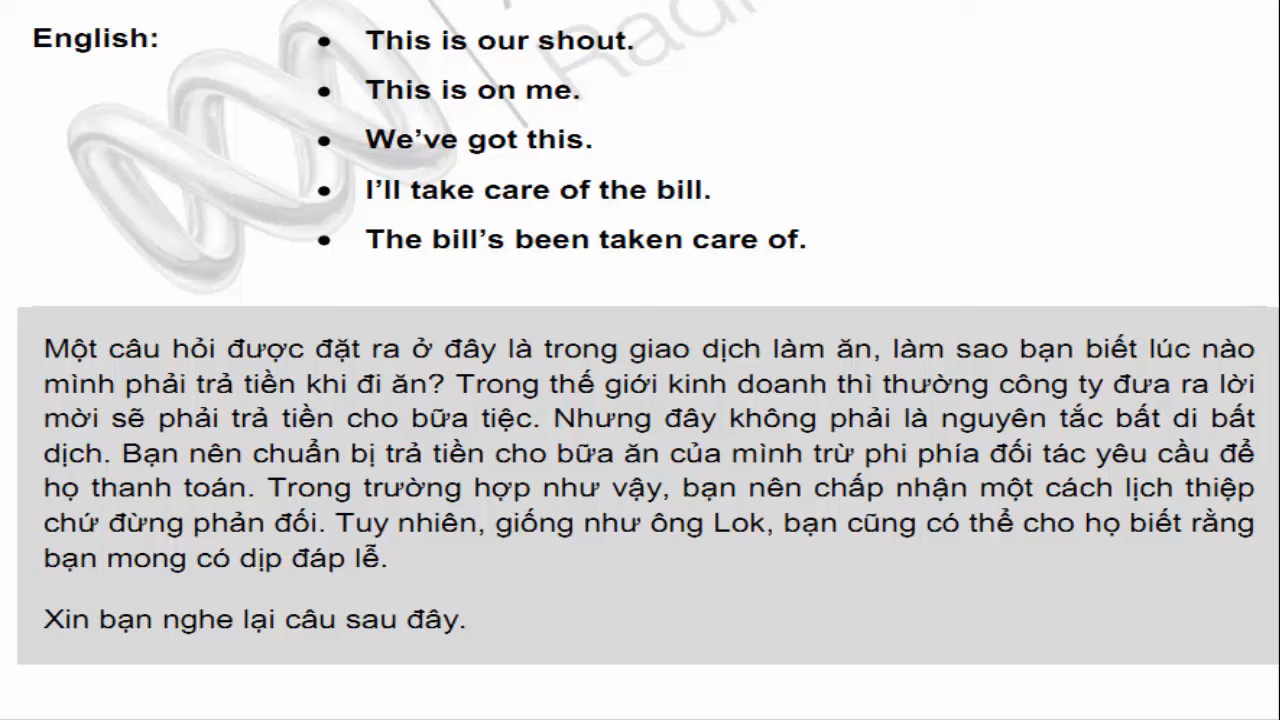 English:
• This is our shout.
• This is on me.
• We've got this.
• I'll take care of the bill.
• The bill's been taken care of.
Một câu hỏi được đặt ra ở đây là trong giao dịch làm ăn, làm sao bạn biết lúc nào
mình phải trả tiền khi đi ăn? Trong thế giới kinh doanh thì thường công ty đưa ra lời
mời sẽ phải trả tiền cho bữa tiệc. Nhưng đây không phải là nguyên tắc bất di bất
dịch. Bạn nên chuẩn bị trả tiền cho bữa ăn của mình trừ phi phía đối tác yêu cầu để
họ thanh toán. Trong trường hợp như vậy, bạn nên chấp nhận một cách lịch thiệp
chứ đừng phản đối. Tuy nhiên, giống như ông Lok, bạn cũng có thể cho họ biết rằng
bạn mong có dịp đáp lễ.
Xin bạn nghe lại câu sau đây.